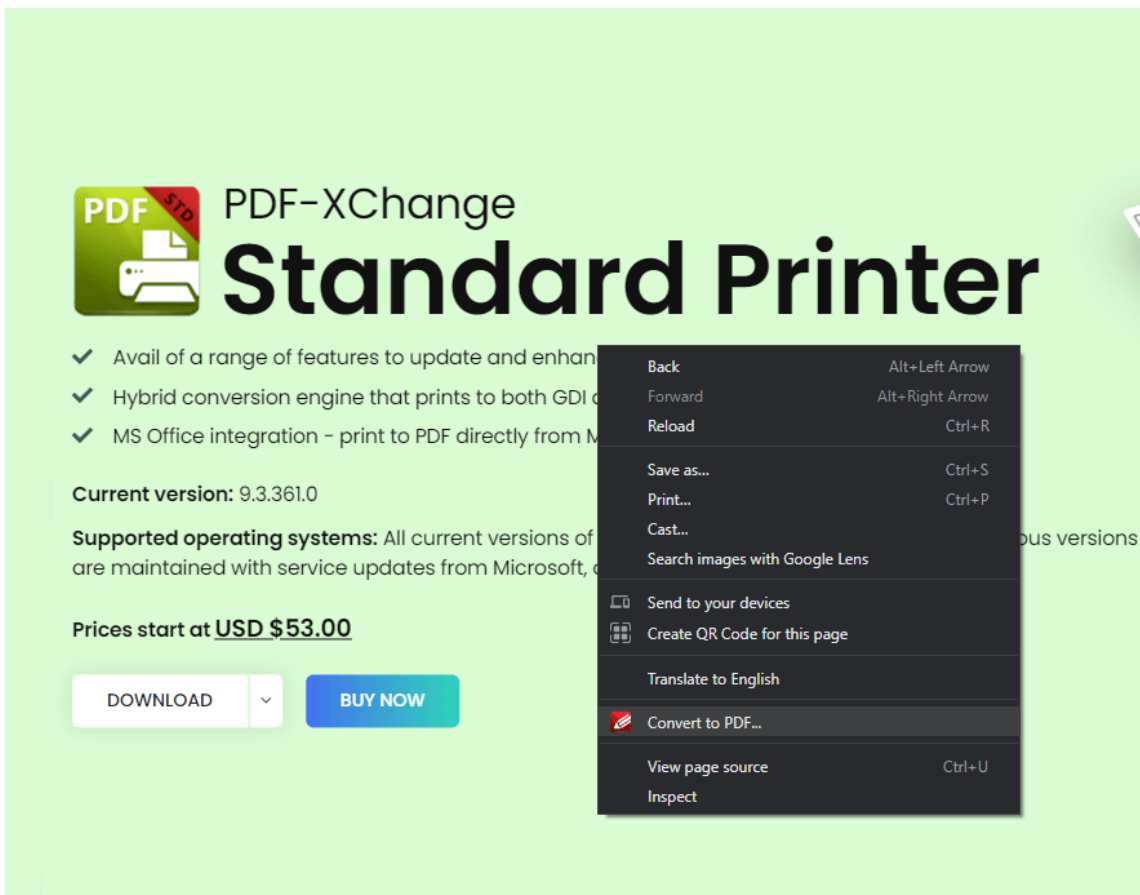 PDF
STD
PDF-XChange
Standard Printer
Avail of a range of features to update and enhan
Hybrid conversion engine that prints to both GDI
MS Office integration - print to PDF directly from M
Current version: 9.3.361.0
Supported operating systems: All current versions of
ous versions
are maintained with service updates from Microsoft,
Prices start at USD $53.00
DOWNLOAD
BUY NOW
Back Alt+Left Arrow
Forward Alt+Right Arrow
Reload Ctrl+R
Save as... Ctrl+S
Print... Ctrl+P
Cast...
Search images with Google Lens
Send to your devices
Create QR Code for this page
Translate to English
Convert to PDF...
View page source Ctrl+U
Inspect